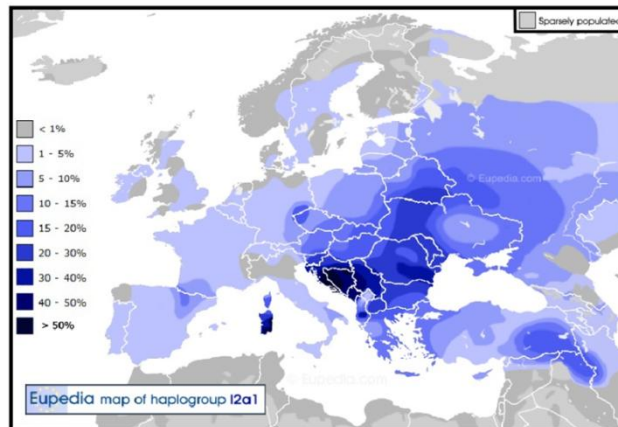 Sparsely populated
< 1%
1 - 5%
5 - 10%
10 - 15%
15 - 20%
20 - 30%
30 - 40%
40 - 50%
> 50%
© Eupedia.com
© Eupedia.com
Eupedia map of haplogroup I2a1